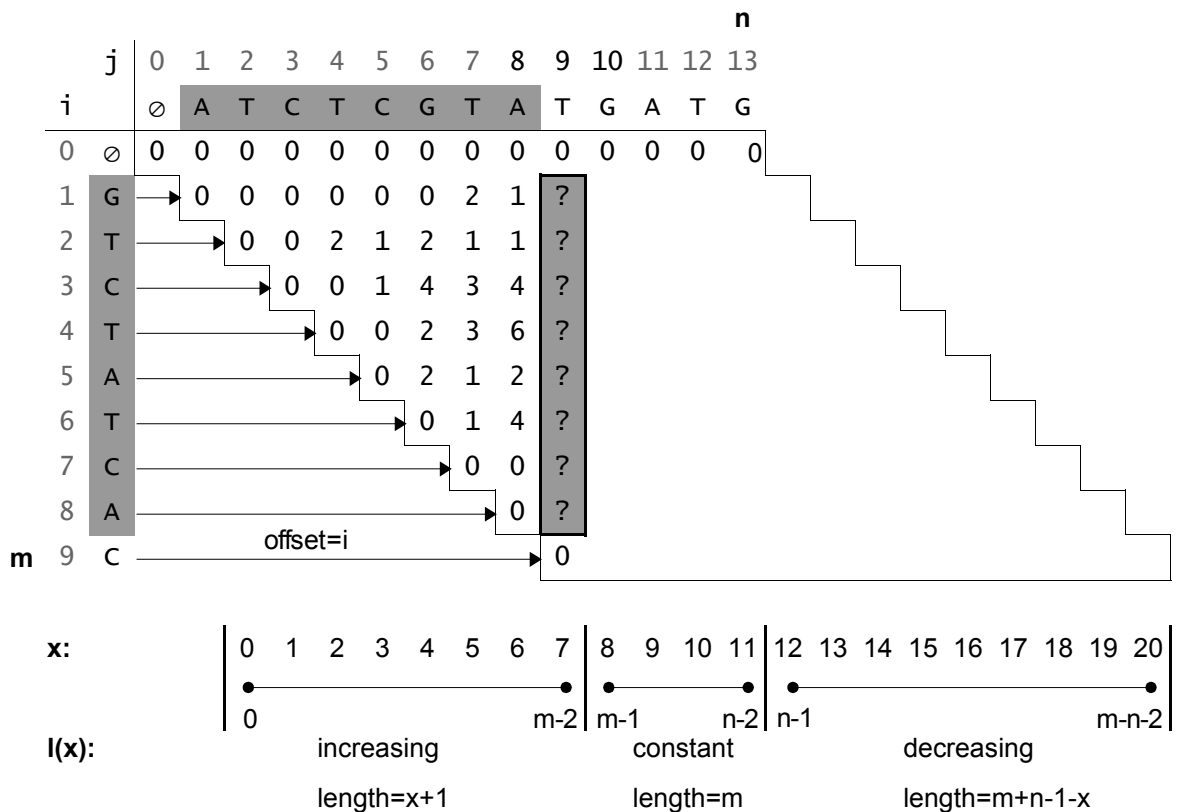 n
j 0 1 2 3 4 5 6 7 8 9 10 11 12 13
i ∅ A T C T C G T A T G A T G
0 ∅ 0 0 0 0 0 0 0 0 0 0 0 0 0 0
1 G 0 0 0 0 0 0 2 1 ?
2 T 0 0 2 1 2 1 1 ?
3 C 0 0 1 4 3 4 ?
4 T 0 0 2 3 6 ?
5 A 0 2 1 2 ?
6 T 0 1 4 ?
7 C 0 0 ?
8 A 0 ?
offset=i
m 9 C 0
x: 0 1 2 3 4 5 6 7 8 9 10 11 12 13 14 15 16 17 18 19 20
0 m-2 m-1 n-2 n-1 m-n-2
l(x): increasing constant decreasing
length=x+1 length=m length=m+n-1-x